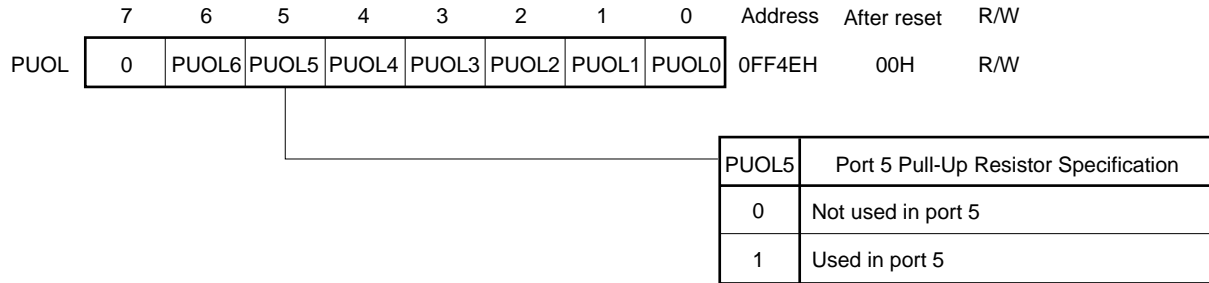 7 6 5 4 3 2 1 0 Address After reset R/W
PUOL 0 PUOL6 PUOL5 PUOL4 PUOL3 PUOL2 PUOL1 PUOL0 0FF4EH 00H R/W
PUOL5 Port 5 Pull-Up Resistor Specification
0 Not used in port 5
1 Used in port 5